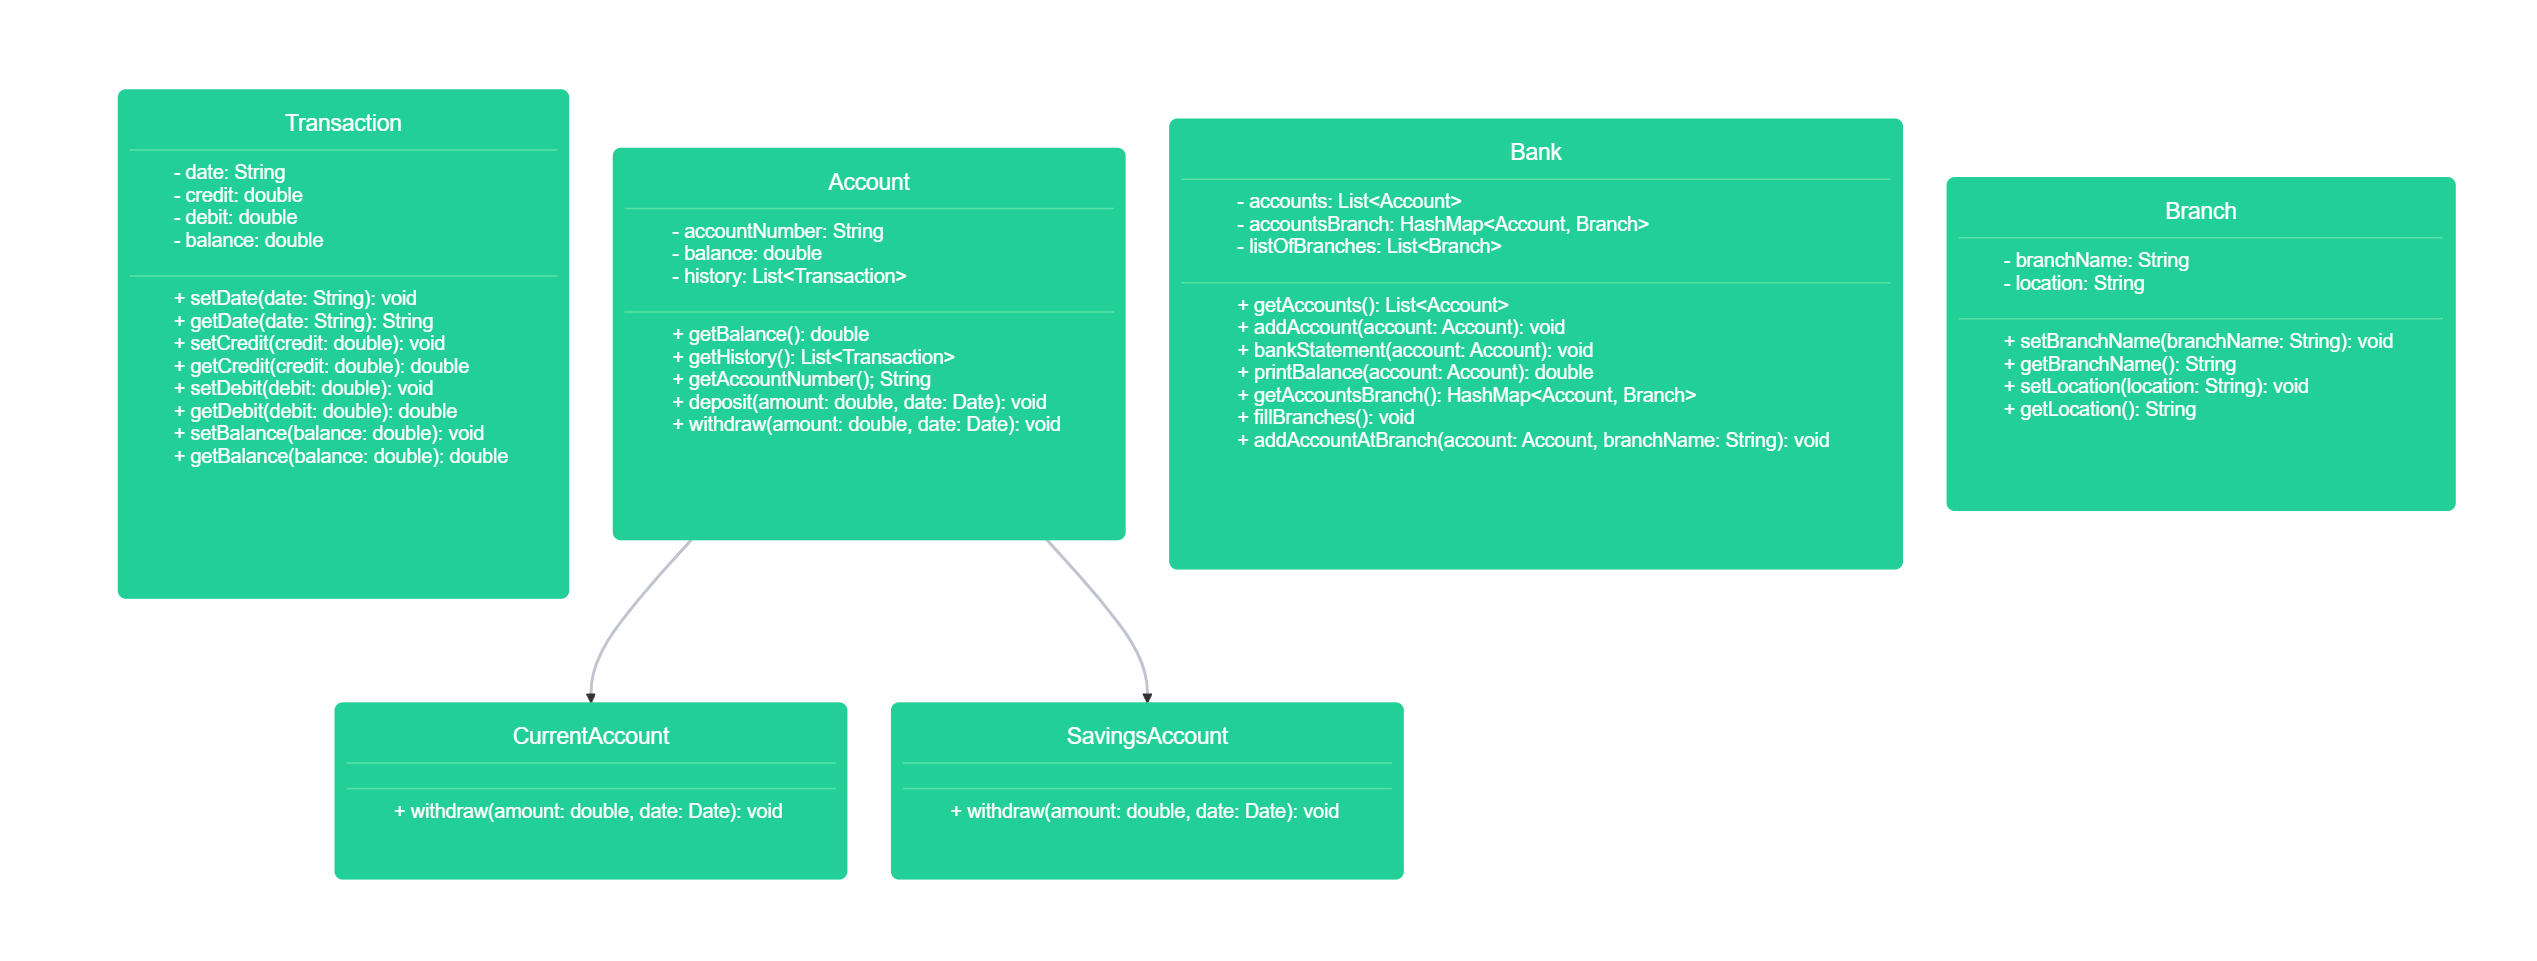 Transaction
- date: String
- credit: double
- debit: double
- balance: double
+ setDate(date: String): void
+ getDate(date: String): String
+ setCredit(credit: double): void
+ getCredit(credit: double): double
+ setDebit(debit: double): void
+ getDebit(debit: double): double
+ setBalance(balance: double): void
+ getBalance(balance: double): double
Account
- accountNumber: String
- balance: double
- history: List<Transaction>
+ getBalance(): double
+ getHistory(): List<Transaction>
+ getAccountNumber(); String
+ deposit(amount: double, date: Date): void
+ withdraw(amount: double, date: Date): void
Bank
- accounts: List<Account>
- accountsBranch: HashMap<Account, Branch>
- listOfBranches: List<Branch>
+ getAccounts(): List<Account>
+ addAccount(account: Account): void
+ bankStatement(account: Account): void
+ printBalance(account: Account): double
+ getAccountsBranch(): HashMap<Account, Branch>
+ fillBranches(): void
+ addAccountAtBranch(account: Account, branchName: String): void
Branch
- branchName: String
- location: String
+ setBranchName(branchName: String): void
+ getBranchName(): String
+ setLocation(location: String): void
+ getLocation(): String
CurrentAccount
+ withdraw(amount: double, date: Date): void
SavingsAccount
+ withdraw(amount: double, date: Date): void